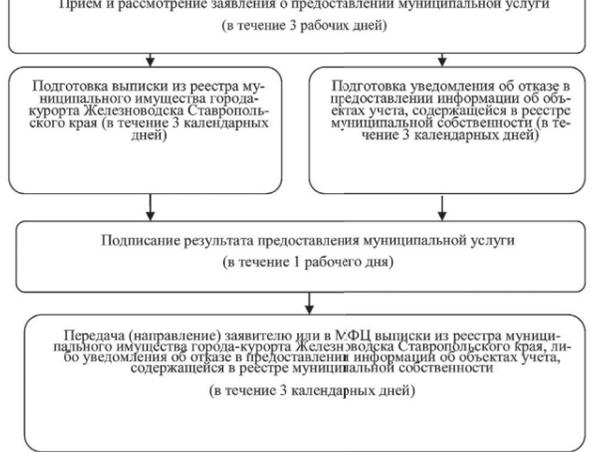 Прием и рассмотрение заявления о предоставлении муниципальной услуги
(в течение 3 рабочих дней)
Подготовка выписки из реестра му-
ниципального имущества города-
курорта Железноводска Ставрополь-
ского края (в течение 3 календарных
дней)
Подготовка уведомления об отказе в
предоставлении информации об объ-
ектах учета, содержащейся в реестре
муниципальной собственности (в те-
чение 3 календарных дней)
Подписание результата предоставления муниципальной услуги
(в течение 1 рабочего дня)
Передача (направление) заявителю или в МФЦ выписки из реестра муници-
пального имущества города-курорта Железноводска Ставропольского края, ли-
бо уведомления об отказе в предоставлении информации об объектах учета,
содержащейся в реестре муниципальной собственности
(в течение 3 календарных дней)